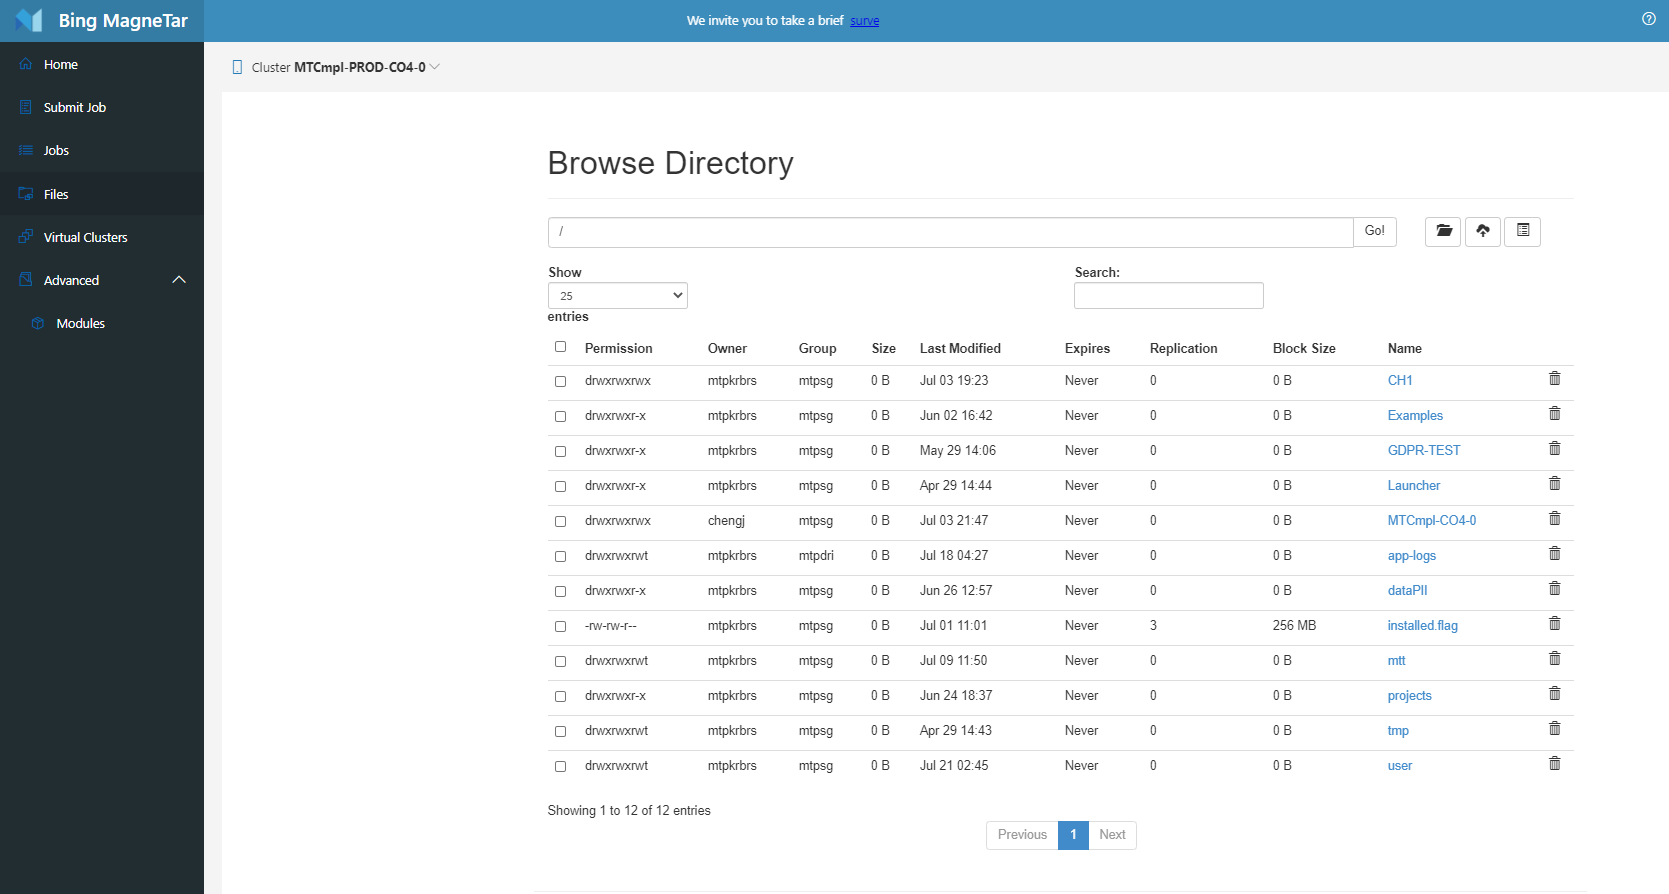 Bing MagneTar
We invite you to take a brief surve
Home
Submit Job
Jobs
Files
Virtual Clusters
Advanced
Modules
Cluster MTCmpl-PROD-CO4-0
Browse Directory
/
Go!
Show
25
entries
Search:
Permission Owner Group Size Last Modified Expires Replication Block Size Name
drwxrwxrwx mtpkrbrs mtpsg 0 B Jul 03 19:23 Never 0 0 B CH1
drwxrwxr-x mtpkrbrs mtpsg 0 B Jun 02 16:42 Never 0 0 B Examples
drwxrwxr-x mtpkrbrs mtpsg 0 B May 29 14:06 Never 0 0 B GDPR-TEST
drwxrwxr-x mtpkrbrs mtpsg 0 B Apr 29 14:44 Never 0 0 B Launcher
drwxrwxrwx chengj mtpsg 0 B Jul 03 21:47 Never 0 0 B MTCmpl-CO4-0
drwxrwxrwt mtpkrbrs mtpdri 0 B Jul 18 04:27 Never 0 0 B app-logs
drwxrwxr-x mtpkrbrs mtpsg 0 B Jun 26 12:57 Never 0 0 B dataPII
-rw-rw-r-- mtpkrbrs mtpsg 0 B Jul 01 11:01 Never 3 256 MB installed.flag
drwxrwxrwt mtpkrbrs mtpsg 0 B Jul 09 11:50 Never 0 0 B mtt
drwxrwxr-x mtpkrbrs mtpsg 0 B Jun 24 18:37 Never 0 0 B projects
drwxrwxrwt mtpkrbrs mtpsg 0 B Apr 29 14:43 Never 0 0 B tmp
drwxrwxrwt mtpkrbrs mtpsg 0 B Jul 21 02:45 Never 0 0 B user
Showing 1 to 12 of 12 entries
Previous 1 Next